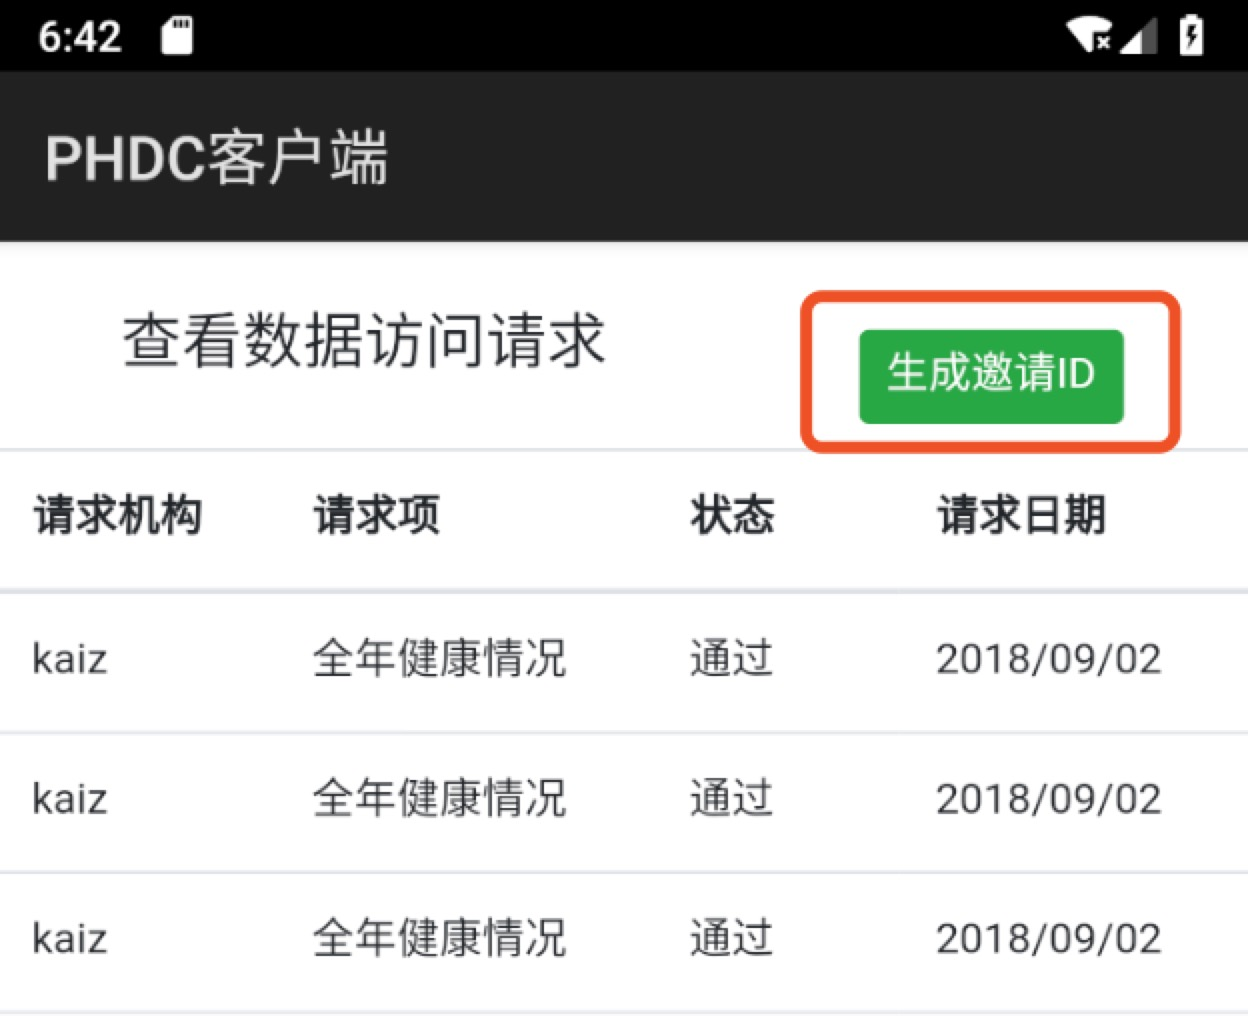 6:42
PHDC客户端
查看数据访问请求
生成邀请ID
请求机构 请求项 状态 请求日期
kaiz 全年健康情况 通过 2018/09/02
kaiz 全年健康情况 通过 2018/09/02
kaiz 全年健康情况 通过 2018/09/02